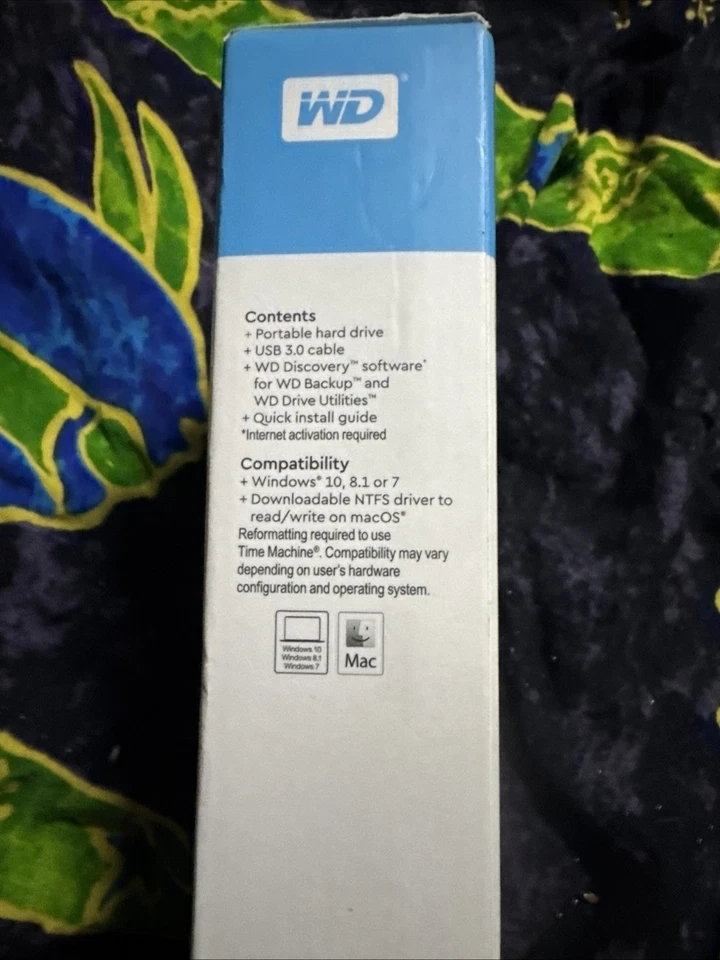 WD®
Contents
+ Portable hard drive
+ USB 3.0 cable
+ WD Discovery™ software*
for WD Backup™ and
WD Drive Utilities™
+ Quick install guide
*Internet activation required
Compatibility
+ Windows® 10, 8.1 or 7
+ Downloadable NTFS driver to
read/write on macOS®
Reformatting required to use
Time Machine®. Compatibility may vary
depending on user's hardware
configuration and operating system.
Windows 10
Windows 8.1
Windows 7
Mac